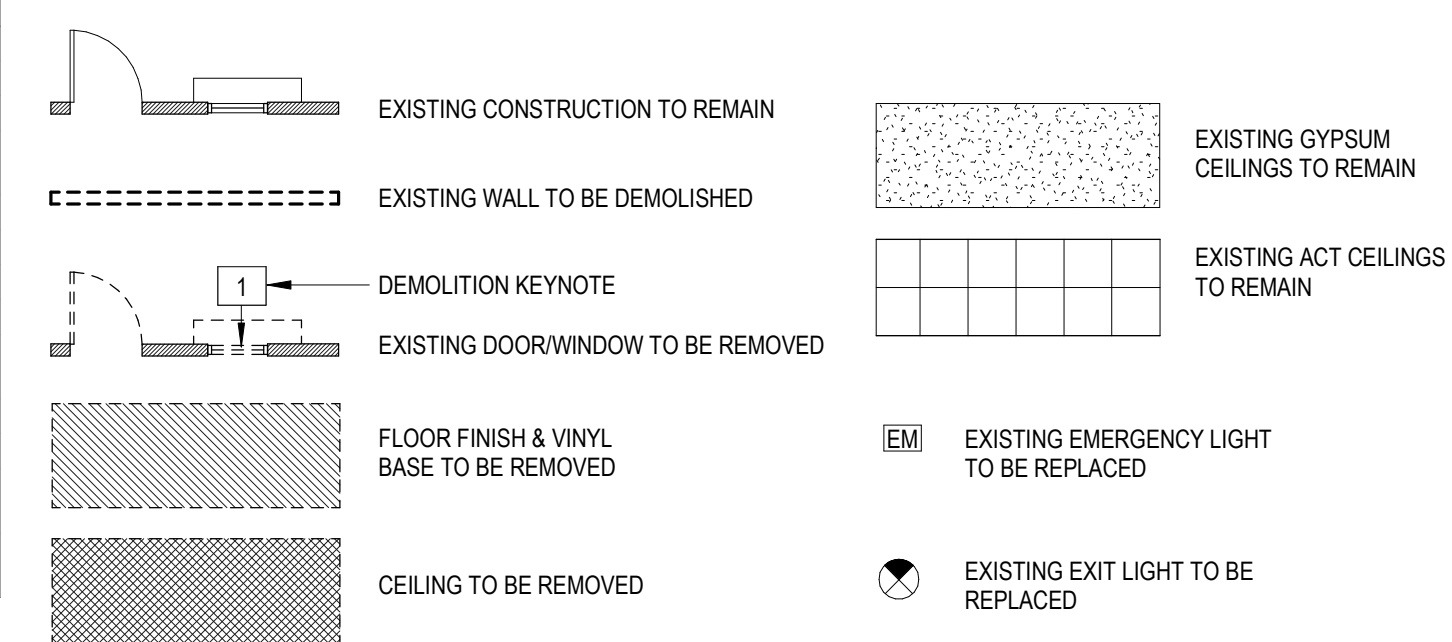 EXISTING CONSTRUCTION TO REMAIN
EXISTING WALL TO BE DEMOLISHED
1
DEMOLITION KEYNOTE
EXISTING DOOR/WINDOW TO BE REMOVED
FLOOR FINISH & VINYL
BASE TO BE REMOVED
CEILING TO BE REMOVED
EXISTING GYPSUM
CEILINGS TO REMAIN
EXISTING ACT CEILINGS
TO REMAIN
EM
EXISTING EMERGENCY LIGHT
TO BE REPLACED
EXISTING EXIT LIGHT TO BE
REPLACED